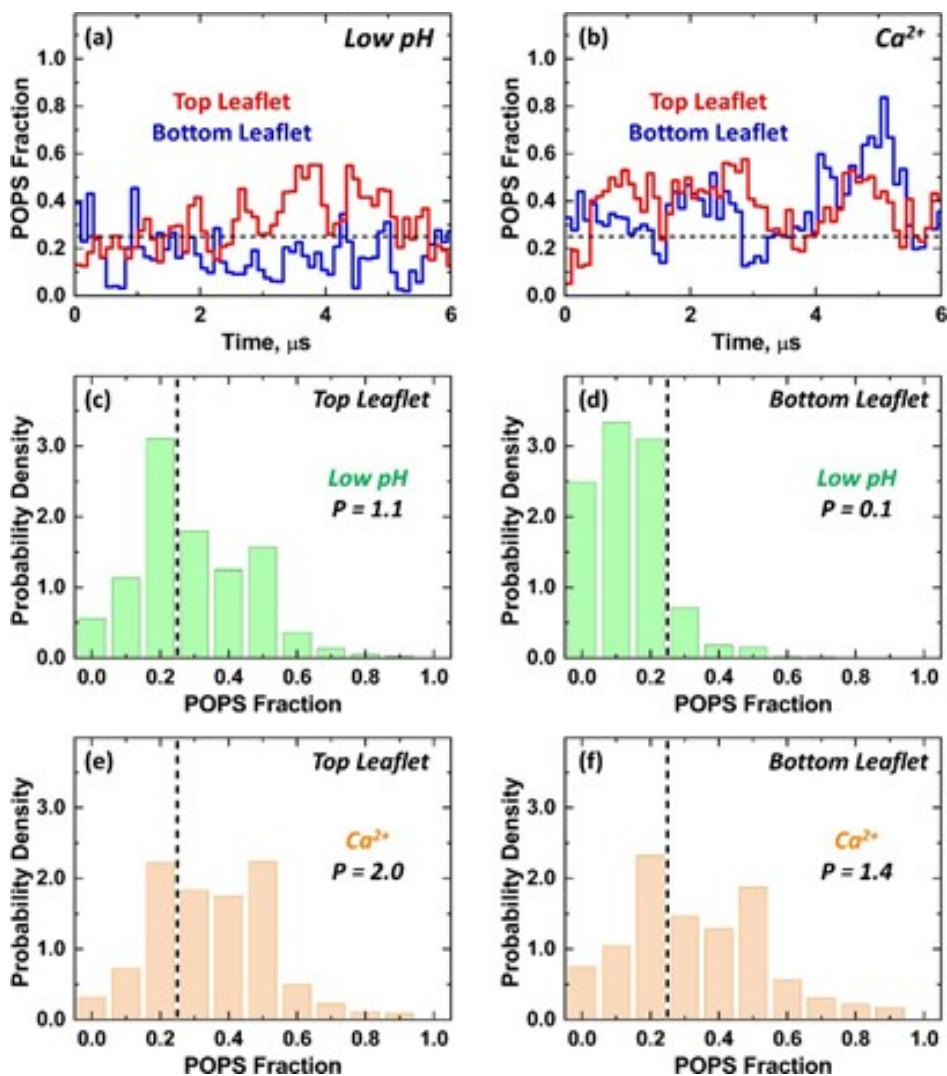 (a) Low pH
Top Leaflet
Bottom Leaflet
POPS Fraction
1.0
0.8
0.6
0.4
0.2
0.0
0 2 4 6
Time, μs
(b) Ca²⁺
Top Leaflet
Bottom Leaflet
POPS Fraction
1.0
0.8
0.6
0.4
0.2
0.0
0 2 4 6
Time, μs
(c) Top Leaflet
Low pH
P = 1.1
Probability Density
3.0
2.0
1.0
0.0
0.0 0.2 0.4 0.6 0.8 1.0
POPS Fraction
(d) Bottom Leaflet
Low pH
P = 0.1
Probability Density
3.0
2.0
1.0
0.0
0.0 0.2 0.4 0.6 0.8 1.0
POPS Fraction
(e) Top Leaflet
Ca²⁺
P = 2.0
Probability Density
3.0
2.0
1.0
0.0
0.0 0.2 0.4 0.6 0.8 1.0
POPS Fraction
(f) Bottom Leaflet
Ca²⁺
P = 1.4
Probability Density
3.0
2.0
1.0
0.0
0.0 0.2 0.4 0.6 0.8 1.0
POPS Fraction